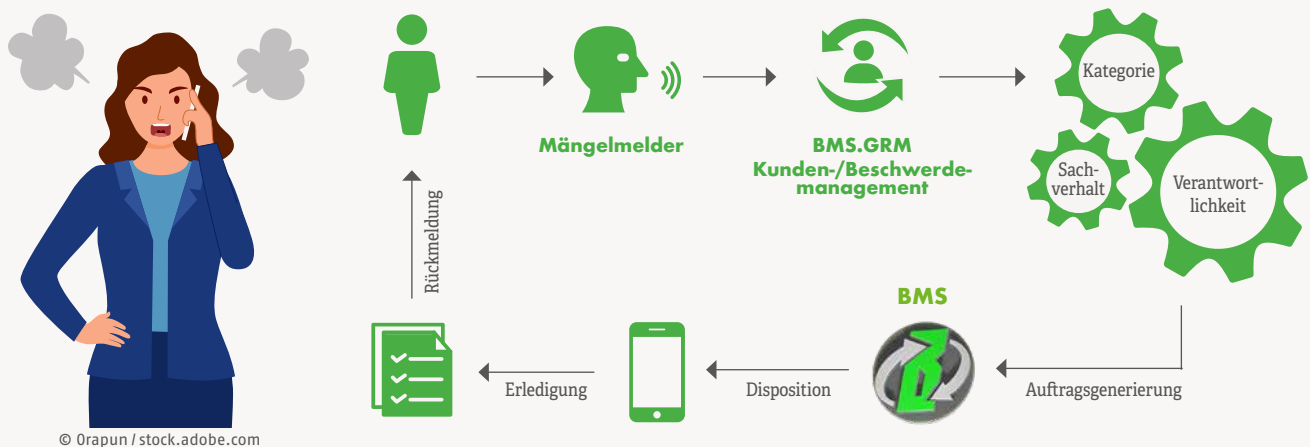 Mängelmelder
BMS.GRM
Kunden-/Beschwerde-
management
Kategorie
Sach-
verhalt
Verantwort-
lichkeit
Auftragsgenerierung
BMS
Disposition
Erledigung
Rückmeldung
© Orapun / stock.adobe.com